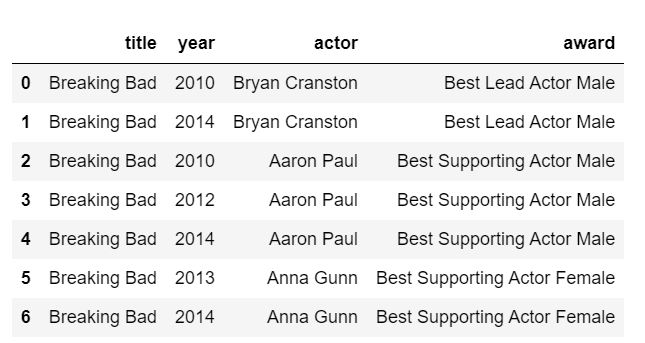 title year actor award
0 Breaking Bad 2010 Bryan Cranston Best Lead Actor Male
1 Breaking Bad 2014 Bryan Cranston Best Lead Actor Male
2 Breaking Bad 2010 Aaron Paul Best Supporting Actor Male
3 Breaking Bad 2012 Aaron Paul Best Supporting Actor Male
4 Breaking Bad 2014 Aaron Paul Best Supporting Actor Male
5 Breaking Bad 2013 Anna Gunn Best Supporting Actor Female
6 Breaking Bad 2014 Anna Gunn Best Supporting Actor Female